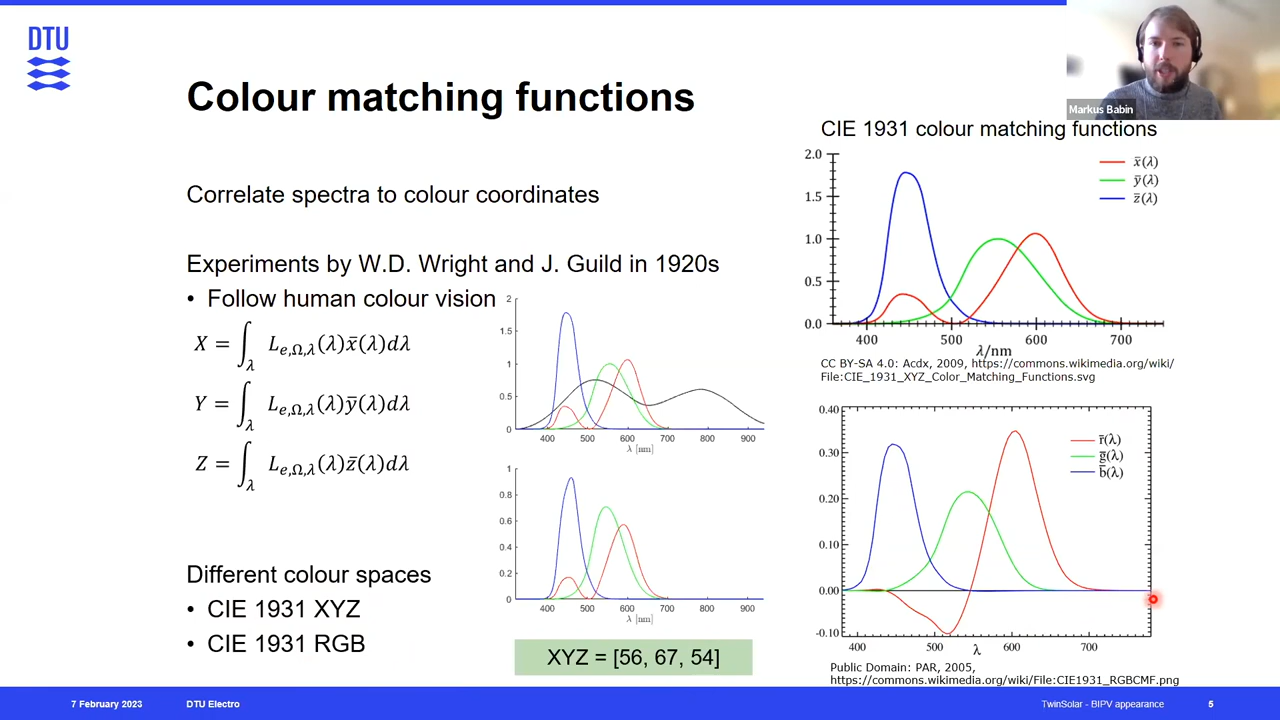 DTU
Colour matching functions
Markus Babin
Correlate spectra to colour coordinates
Experiments by W.D. Wright and J. Guild in 1920s
• Follow human colour vision
X = ∫λ Le,Ω,λ(λ)x̄(λ)dλ
Y = ∫λ Le,Ω,λ(λ)ȳ(λ)dλ
Z = ∫λ Le,Ω,λ(λ)z̄(λ)dλ
Different colour spaces
• CIE 1931 XYZ
• CIE 1931 RGB
2
1.5
1
0.5
0
400 500 600 700 800 900
λ [nm]
1
0.8
0.6
0.4
0.2
0
400 500 600 700 800 900
λ [nm]
XYZ = [56, 67, 54]
CIE 1931 colour matching functions
2.0
1.5
1.0
0.5
0.0
x̄(λ)
ȳ(λ)
z̄(λ)
400 500 600 700
λ/nm
CC BY-SA 4.0: Acdx, 2009, https://commons.wikimedia.org/wiki/
File:CIE_1931_XYZ_Color_Matching_Functions.svg
0.40
0.30
0.20
0.10
0.00
-0.10
r̄(λ)
ḡ(λ)
b̄(λ)
400 500 600 700
λ
Public Domain: PAR, 2005,
https://commons.wikimedia.org/wiki/File:CIE1931_RGBCMF.png
7 February 2023 DTU Electro TwinSolar - BIPV appearance 5